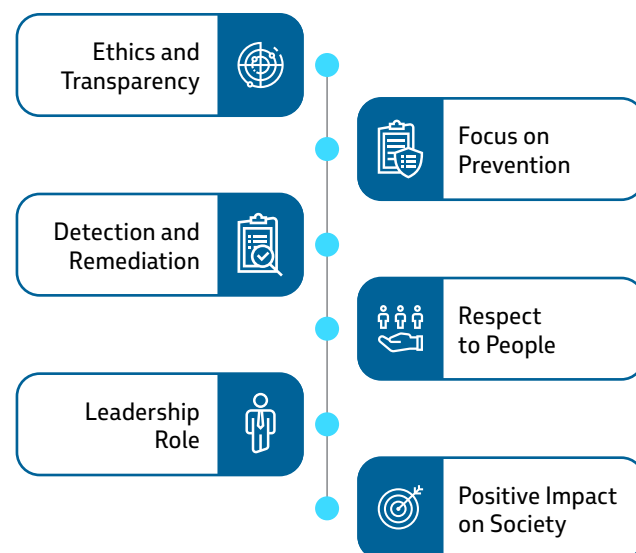 Ethics and
Transparency
Focus on
Prevention
Detection and
Remediation
Respect
to People
Leadership
Role
Positive Impact
on Society